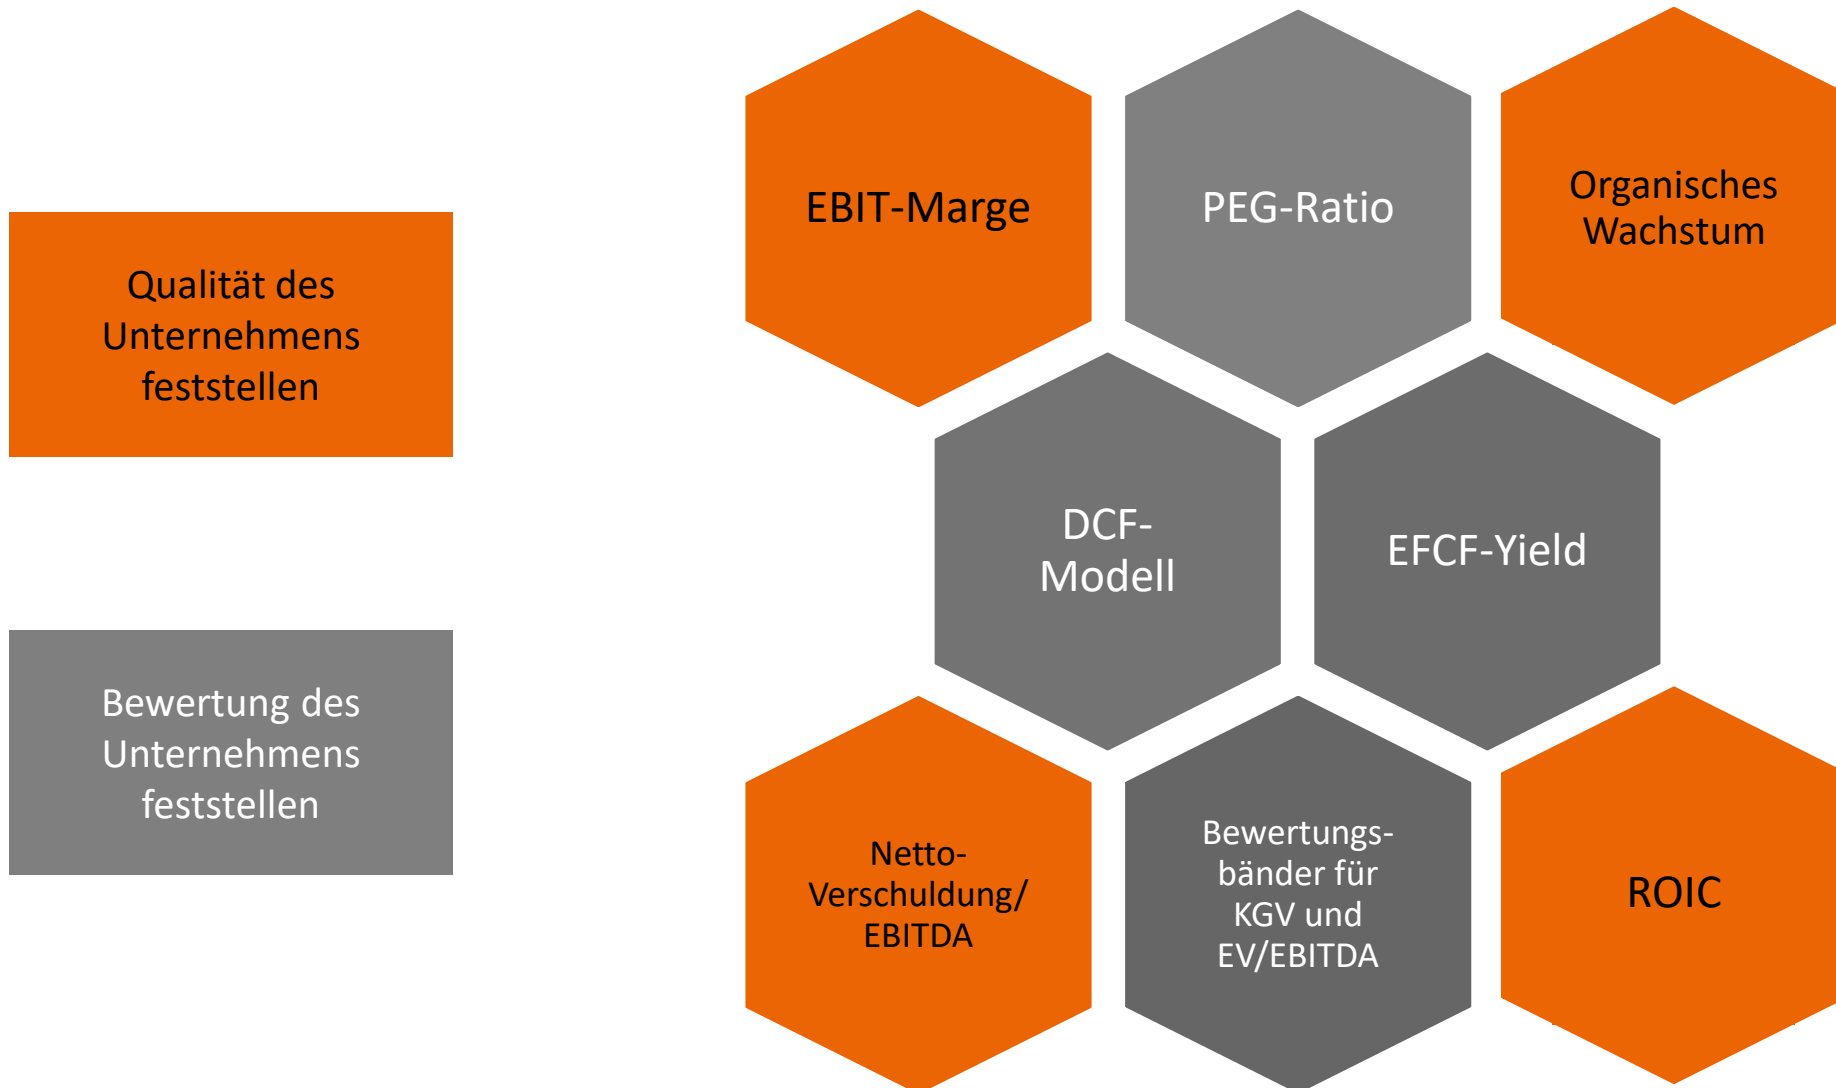 Qualität des
Unternehmens
feststellen
Bewertung des
Unternehmens
feststellen
EBIT-Marge
PEG-Ratio
Organisches
Wachstum
DCF-
Modell
EFCF-Yield
Netto-
Verschuldung/
EBITDA
Bewertungs-
bänder für
KGV und
EV/EBITDA
ROIC